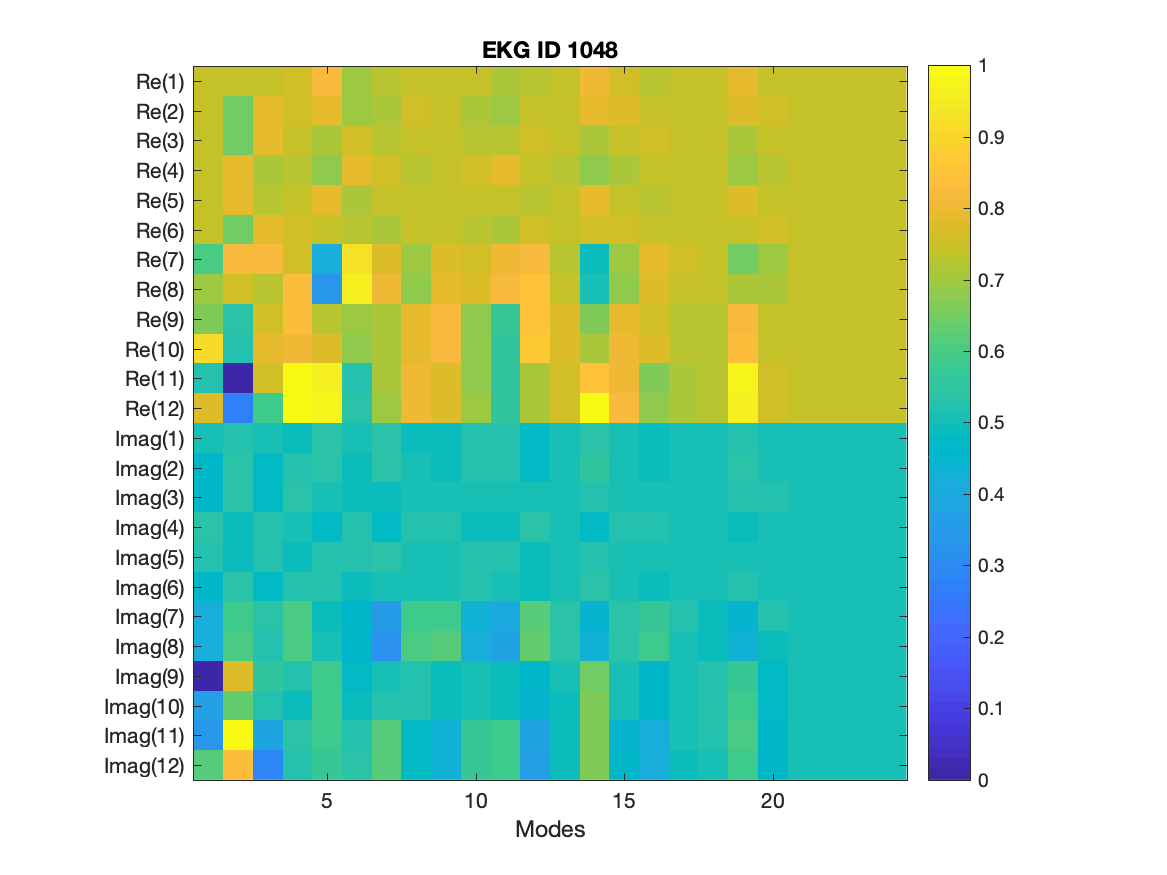 EKG ID 1048
Re(1)
Re(2)
Re(3)
Re(4)
Re(5)
Re(6)
Re(7)
Re(8)
Re(9)
Re(10)
Re(11)
Re(12)
Imag(1)
Imag(2)
Imag(3)
Imag(4)
Imag(5)
Imag(6)
Imag(7)
Imag(8)
Imag(9)
Imag(10)
Imag(11)
Imag(12)
5 10 15 20
Modes
1
0.9
0.8
0.7
0.6
0.5
0.4
0.3
0.2
0.1
0